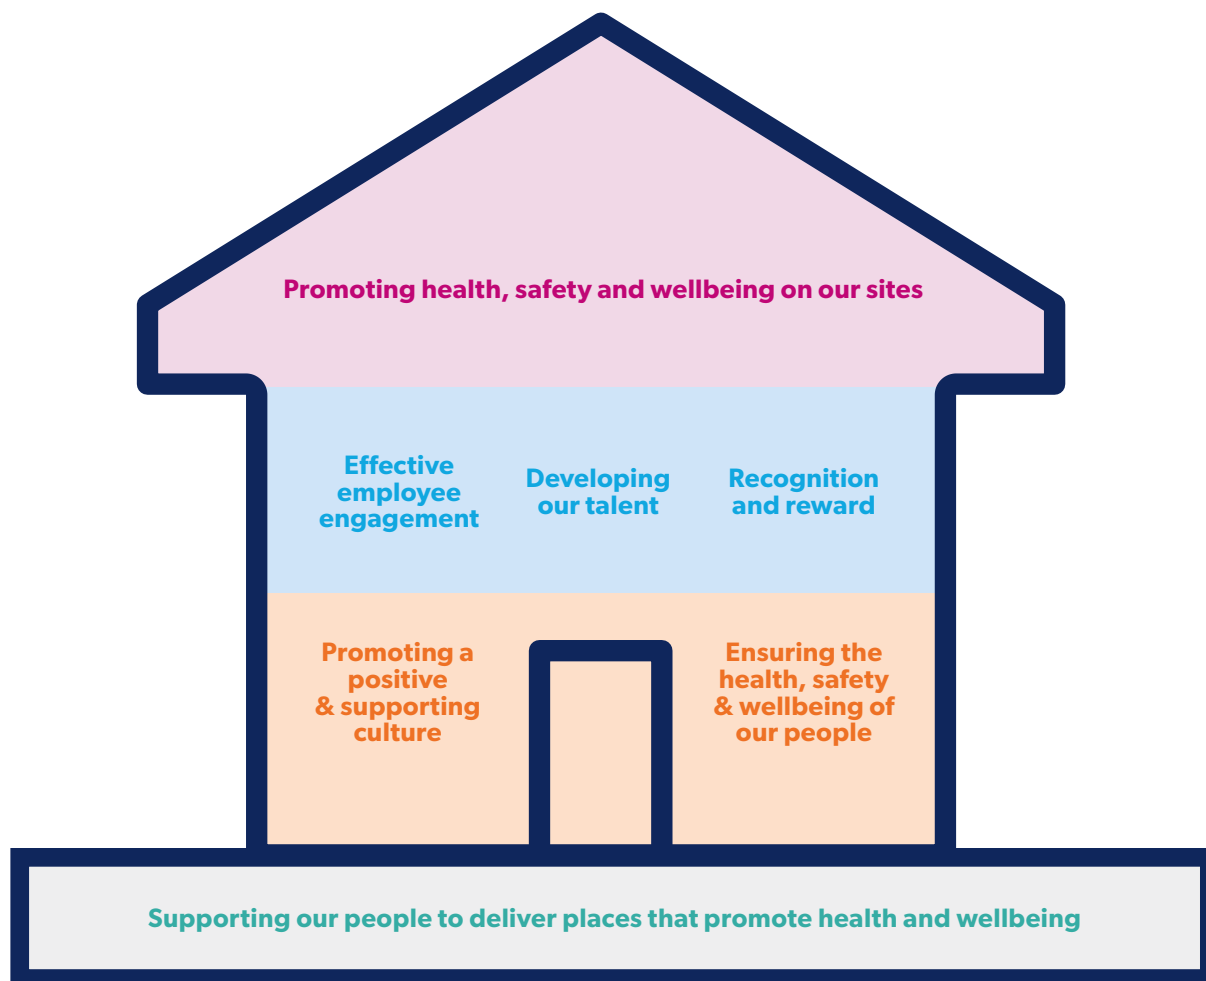 Promoting health, safety and wellbeing on our sites
Effective
employee
engagement
Developing
our talent
Recognition
and reward
Promoting a
positive
& supporting
culture
Ensuring the
health, safety
& wellbeing of
our people
Supporting our people to deliver places that promote health and wellbeing